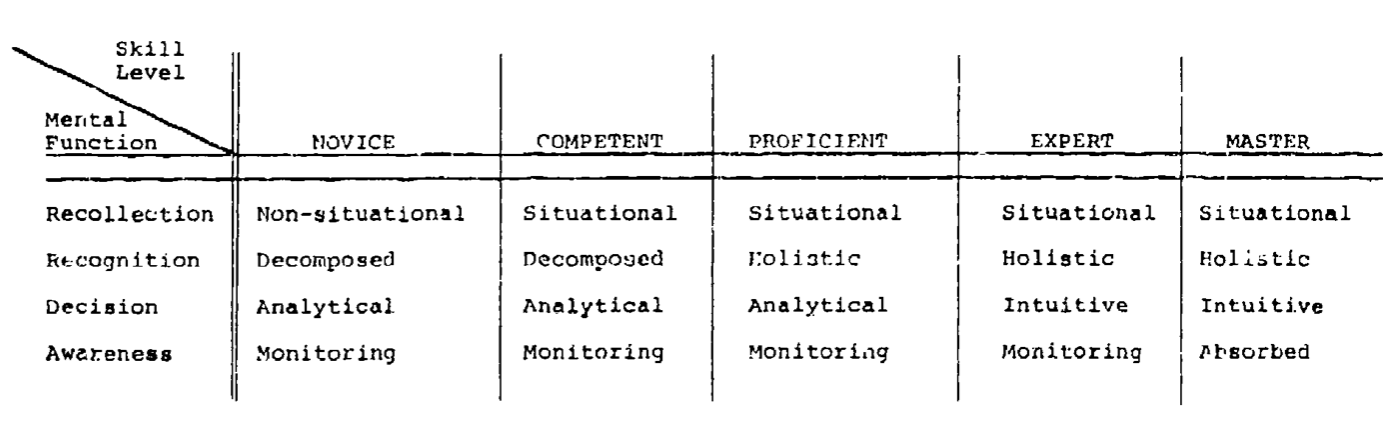 Skill
Level
Mental
Function NOVICE COMPETENT PROFICIENT EXPERT MASTER
Recollection Non-situational Situational Situational Situational Situational
Recognition Decomposed Decomposed Holistic Holistic Holistic
Decision Analytical Analytical Analytical Intuitive Intuitive
Awareness Monitoring Monitoring Monitoring Monitoring Absorbed